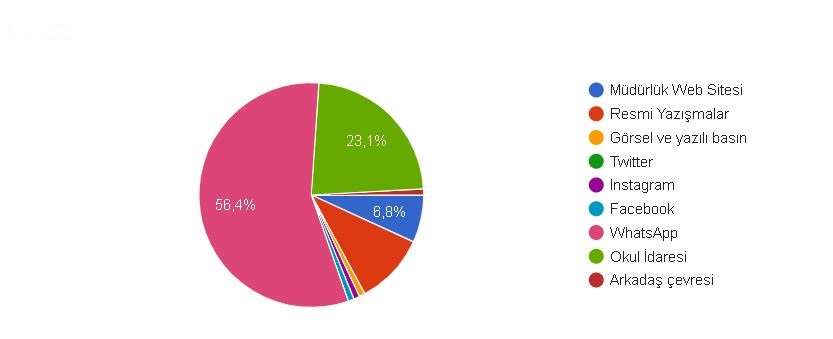 23,1%
56,4%
6,8%
Müdürlük Web Sitesi
Resmi Yazışmalar
Görsel ve yazılı basın
Twitter
Instagram
Facebook
WhatsApp
Okul İdaresi
Arkadaş çevresi